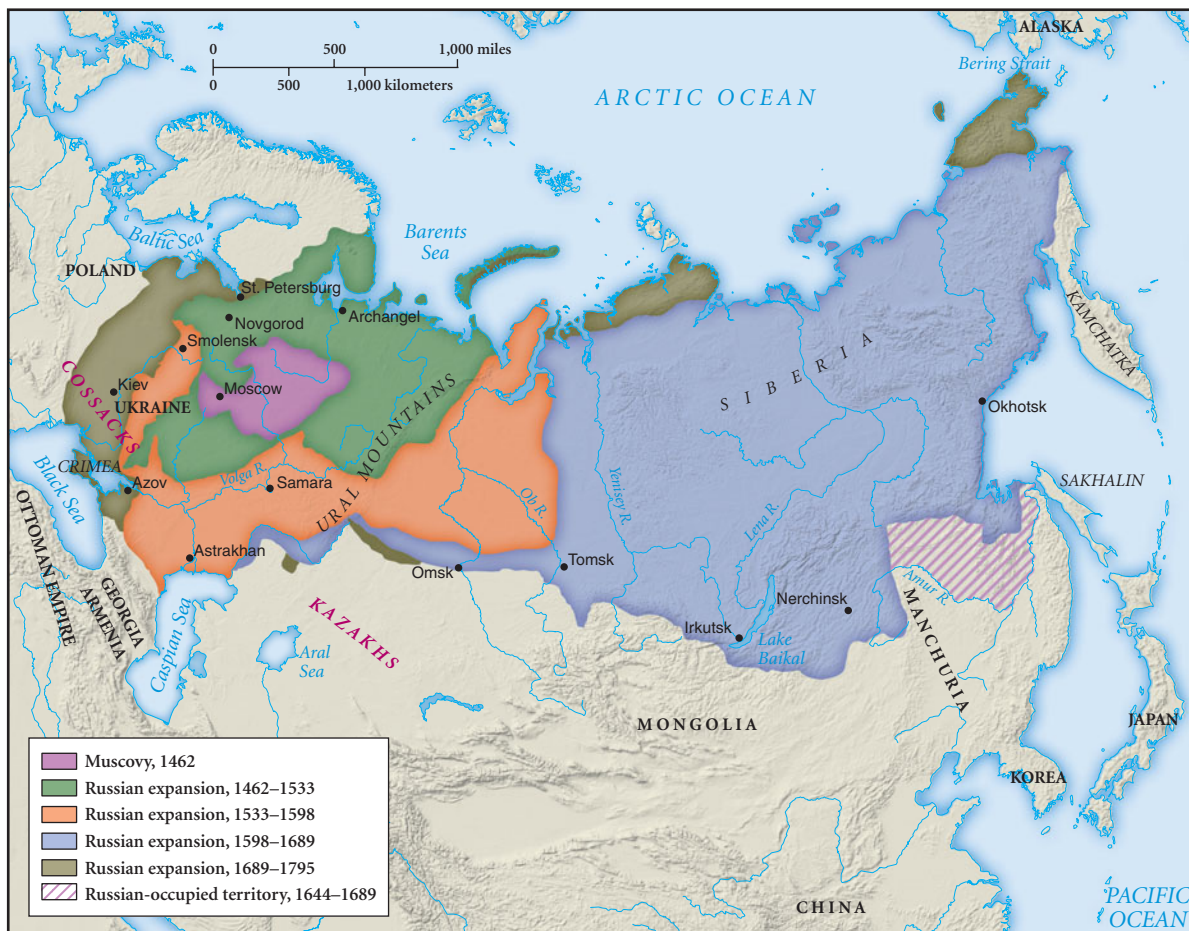 ALASKA
Bering Strait
0 500 1,000 miles
0 500 1,000 kilometers
ARCTIC OCEAN
Barents
Sea
Baltic Sea
POLAND
St. Petersburg
Novgorod
Archangel
Smolensk
KAMCHATKA
SIBERIA
COSSACKS
Kiev
UKRAINE
Moscow
URAL MOUNTAINS
Okhotsk
CRIMEA
Black Sea
Azov
Volga R.
Samara
Ob R.
Yenisey R.
Lena R.
SAKHALIN
OTTOMAN EMPIRE
Astrakhan
GEORGIA
ARMENIA
Caspian Sea
Omsk
Tomsk
Amur R.
Nerchinsk
MANCHURIA
KAZAKHS
Aral
Sea
Irkutsk
Lake
Baikal
MONGOLIA
JAPAN
KOREA
Muscovy, 1462
Russian expansion, 1462–1533
Russian expansion, 1533–1598
Russian expansion, 1598–1689
Russian expansion, 1689–1795
Russian-occupied territory, 1644–1689
CHINA
PACIFIC
OCEAN